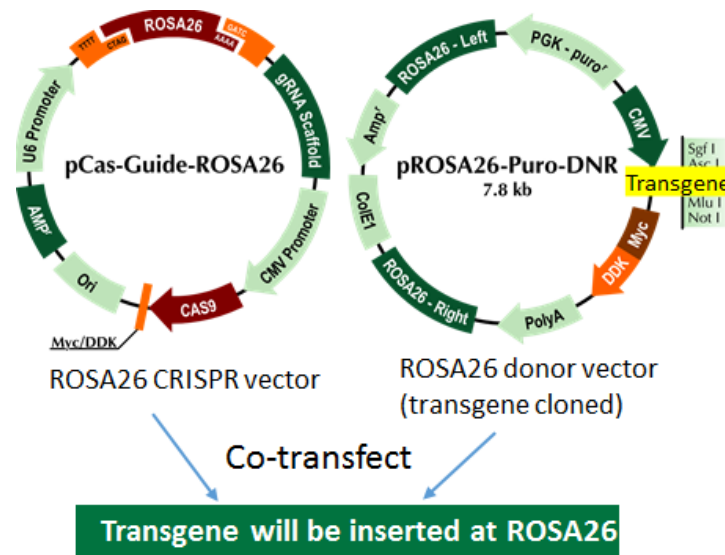 TTTT
CTAG
ROSA26
GATC
AAAA
gRNA Scaffold
CMV Promoter
CAS9
Myc/DDK
Ori
AMPʳ
U6 Promoter
pCas-Guide-ROSA26
ROSA26 CRISPR vector
ROSA26 - Left
PGK - puroʳ
CMV
Sgf I
Asc I
Transgene
Mlu I
Not I
Myc
DDK
PolyA
ROSA26 - Right
ColE1
Ampʳ
pROSA26-Puro-DNR
7.8 kb
ROSA26 donor vector
(transgene cloned)
Co-transfect
Transgene will be inserted at ROSA26